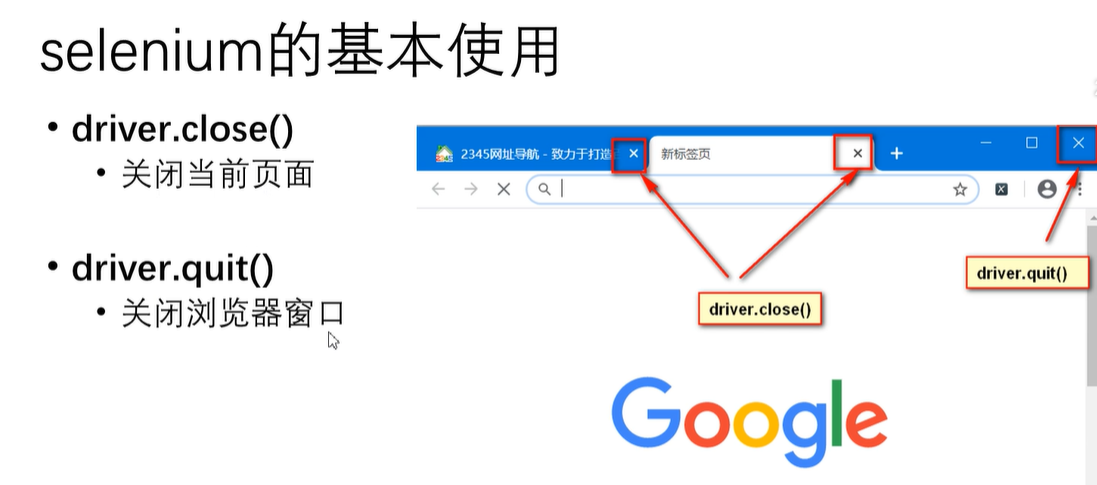 selenium的基本使用
• driver.close()
• 关闭当前页面
• driver.quit()
• 关闭浏览器窗口
2345网址导航 - 致力于打造
新标签页
driver.quit()
driver.close()
Google